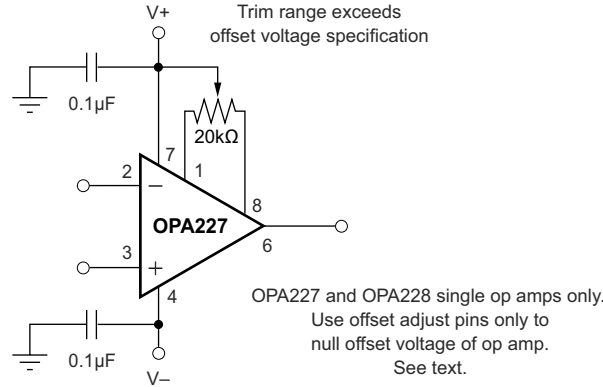 V+
Trim range exceeds
offset voltage specification
0.1µF
20kΩ
7
1
2
−
8
OPA227
6
3
+
4
OPA227 and OPA228 single op amps only.
Use offset adjust pins only to
null offset voltage of op amp.
See text.
0.1µF
V–